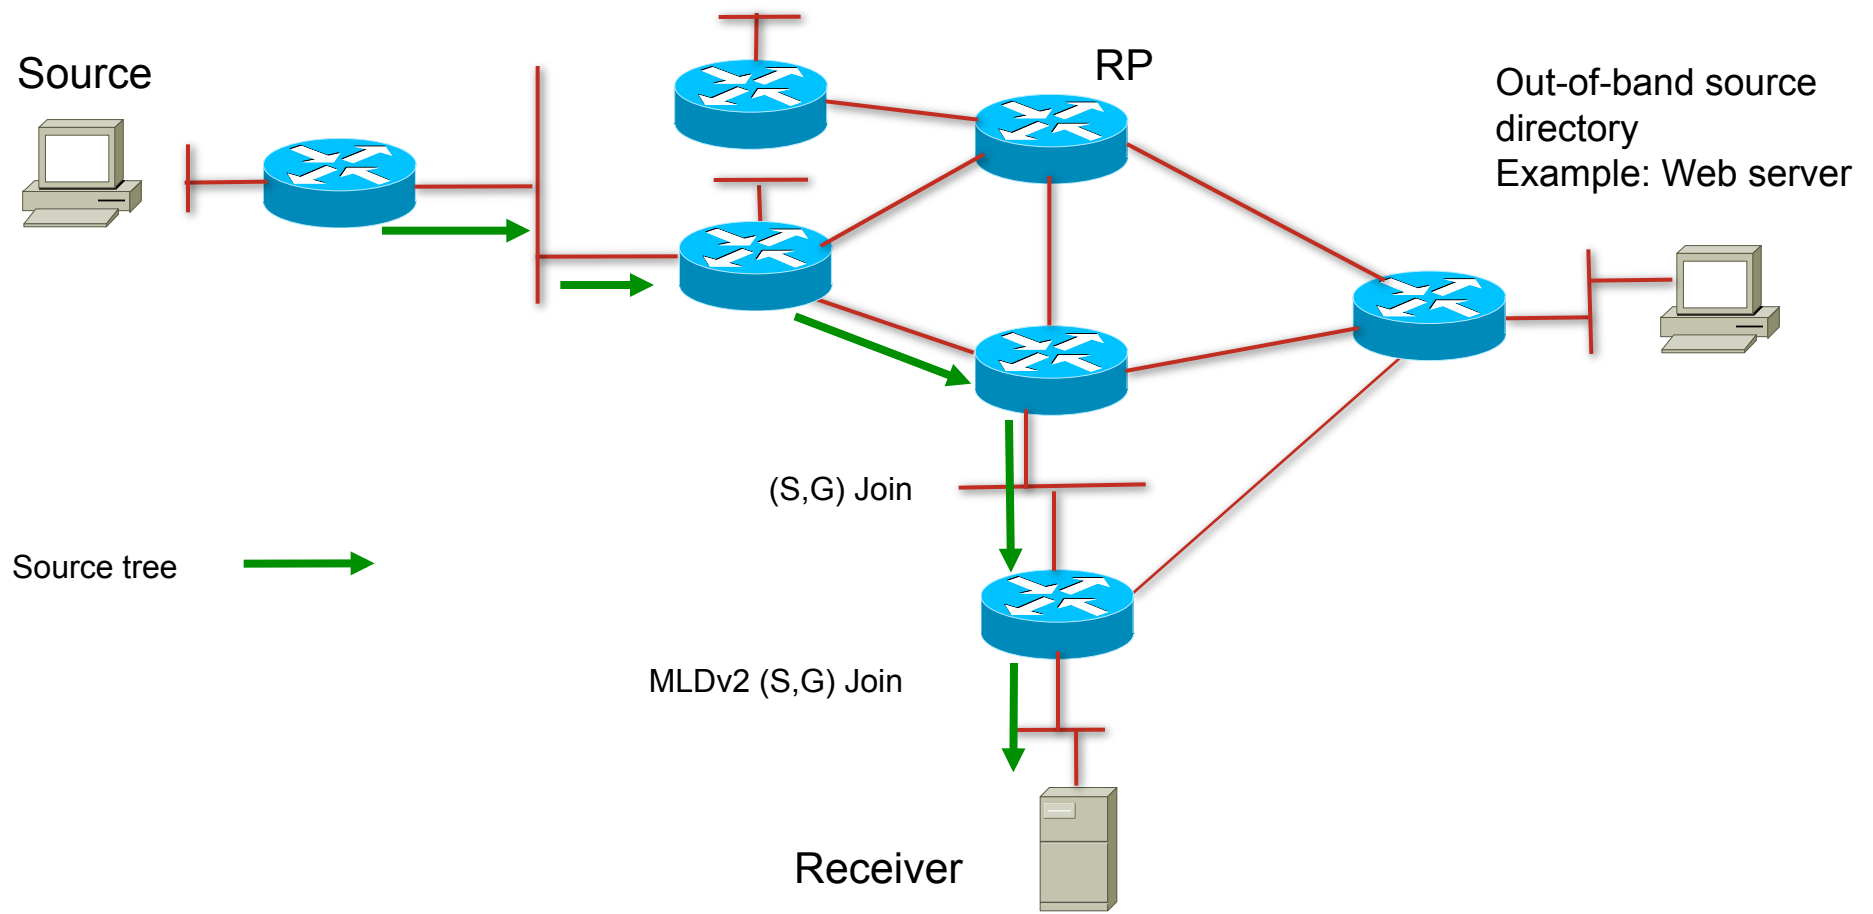 Source
RP
Out-of-band source
directory
Example: Web server
(S,G) Join
Source tree
MLDv2 (S,G) Join
Receiver